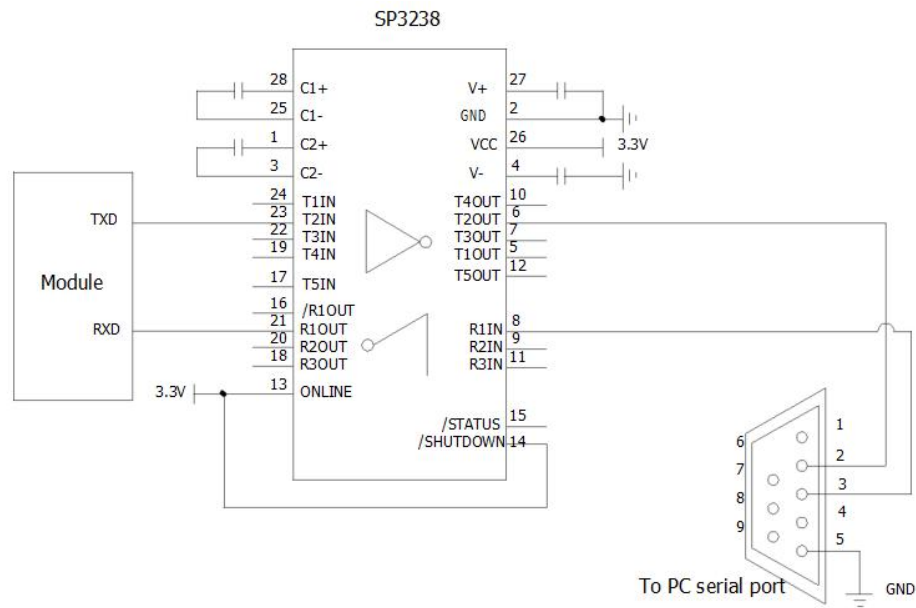 SP3238
28 C1+ V+ 27
25 C1- GND 2
1 C2+ VCC 26 3.3V
3 C2- V- 4
24 T1IN T4OUT 10
TXD 23 T2IN T2OUT 6
22 T3IN T3OUT 7
19 T4IN T1OUT 5
17 T5IN T5OUT 12
Module
16 /R1OUT
RXD 21 R1OUT R1IN 8
20 R2OUT R2IN 9
18 R3OUT R3IN 11
3.3V 13 ONLINE
/STATUS 15
/SHUTDOWN 14
1
6
2
7
3
8
4
9
5
To PC serial port GND